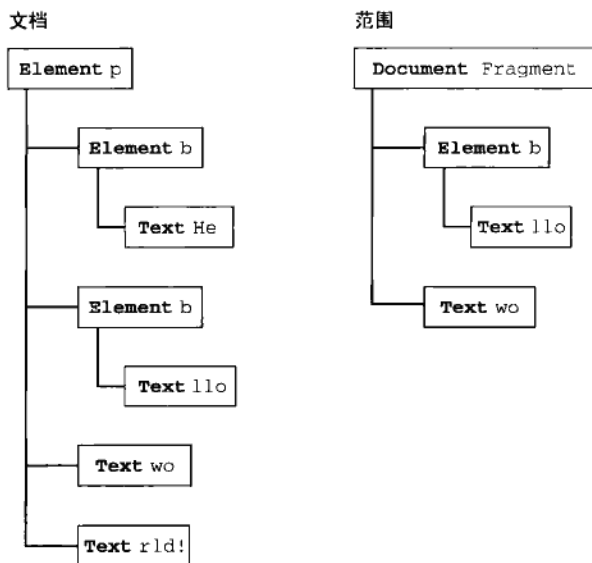 文档
Element p
Element b
Text He
Element b
Text llo
Text wo
Text rld!
范围
Document Fragment
Element b
Text llo
Text wo